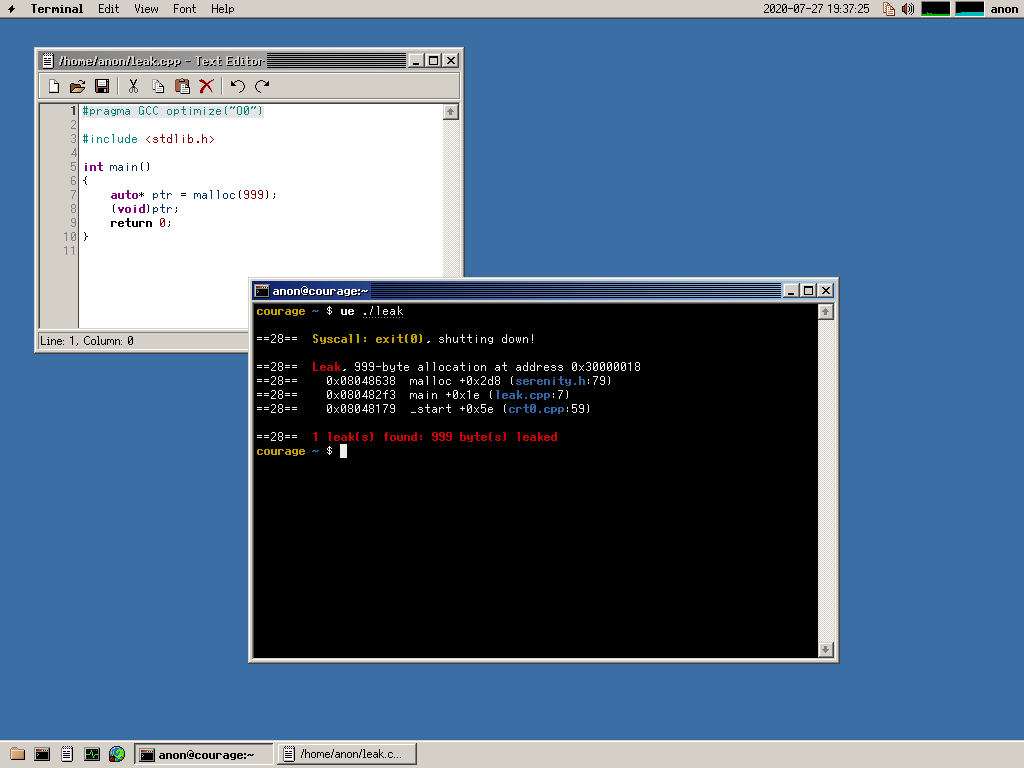 Terminal Edit View Font Help 2020-07-27 19:37:25 anon
/home/anon/leak.cpp - Text Editor
1 #pragma GCC optimize("O0")
2
3 #include <stdlib.h>
4
5 int main()
6 {
7     auto* ptr = malloc(999);
8     (void)ptr;
9     return 0;
10 }
11
Line: 1, Column: 0
anon@courage:~
courage ~ $ ue ./leak
==28==  Syscall: exit(0), shutting down!
==28==  Leak, 999-byte allocation at address 0x30000018
==28==    0x08048638  malloc +0x2d8 (serenity.h:79)
==28==    0x080482f3  main +0x1e (leak.cpp:7)
==28==    0x08048179  _start +0x5e (crt0.cpp:59)
==28==  1 leak(s) found: 999 byte(s) leaked
courage ~ $
anon@courage:~ /home/anon/leak.c...